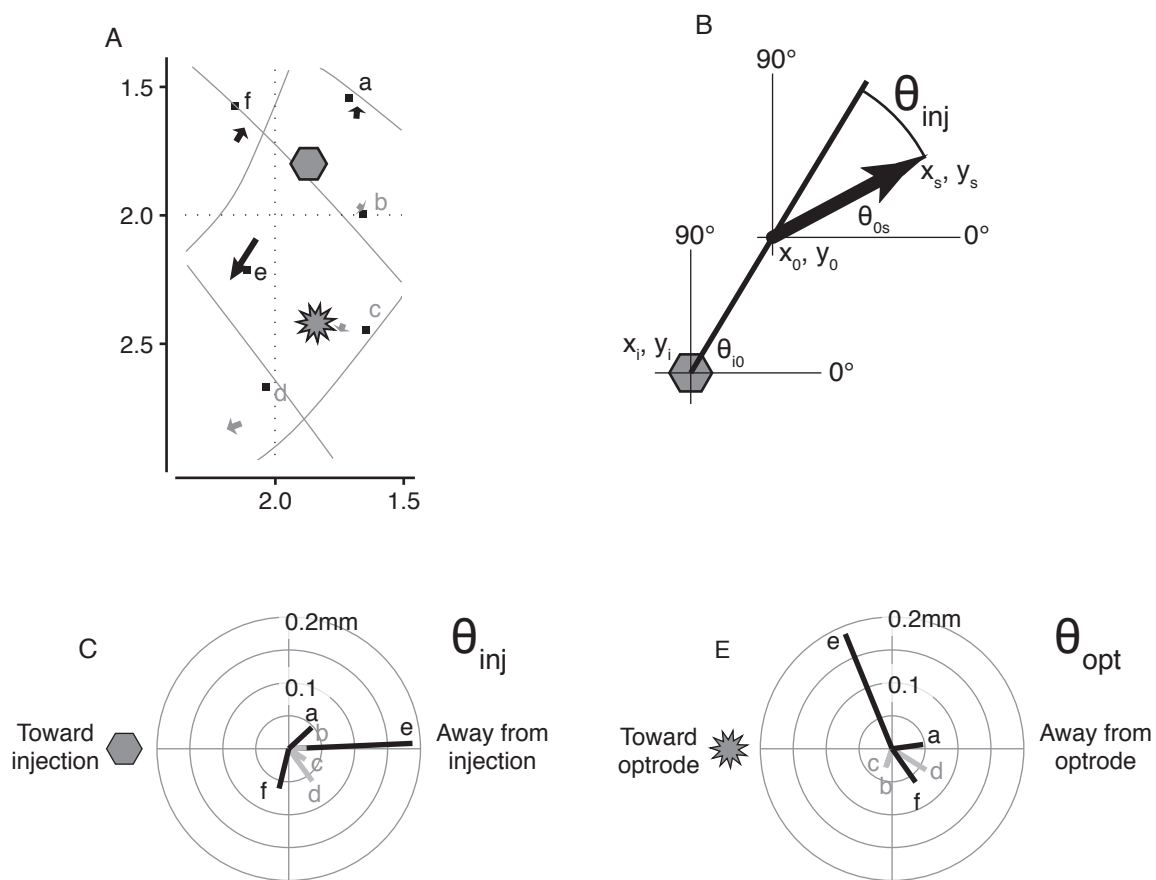 A
1.5
2.0
2.5
2.0
1.5
f
a
b
e
c
d
B
90°
θinj
xs, ys
θ0s
0°
x0, y0
90°
xi, yi
θi0
0°
C
0.2mm
0.1
θinj
Toward
injection
Away from
injection
a
b
e
c
d
f
E
0.2mm
0.1
θopt
Toward
optrode
Away from
optrode
e
a
c
d
b
f